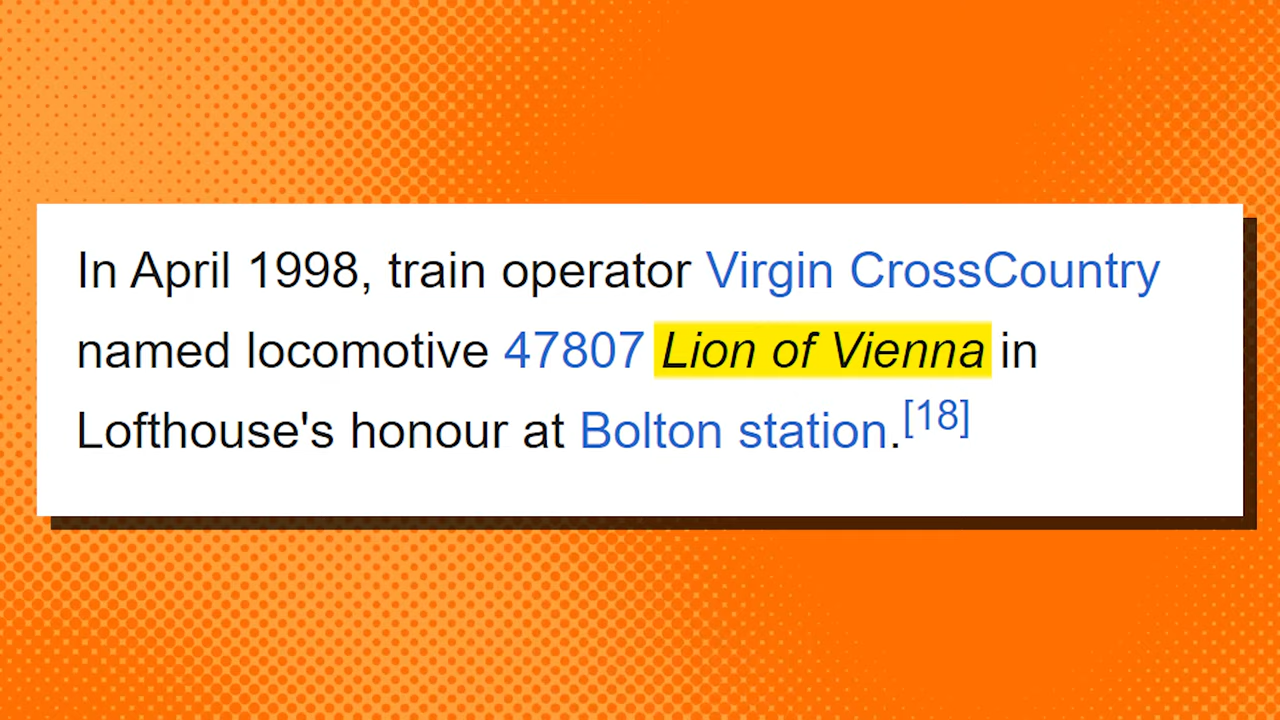 In April 1998, train operator Virgin CrossCountry
named locomotive 47807 Lion of Vienna in
Lofthouse's honour at Bolton station.[18]